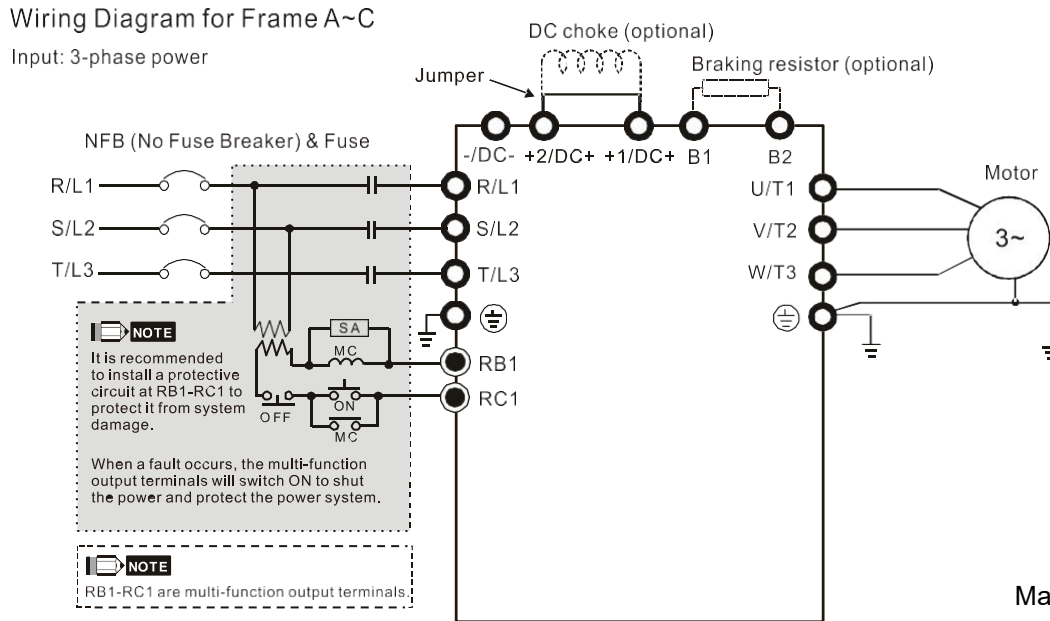 Wiring Diagram for Frame A~C
Input: 3-phase power
DC choke (optional)
Jumper
Braking resistor (optional)
NFB (No Fuse Breaker) & Fuse
-/DC- +2/DC+ +1/DC+ B1 B2
R/L1 R/L1 U/T1 Motor
S/L2 S/L2 V/T2 3~
T/L3 T/L3 W/T3
NOTE
It is recommended
to install a protective
circuit at RB1-RC1 to
protect it from system
damage.
When a fault occurs, the multi-function
output terminals will switch ON to shut
the power and protect the power system.
SA
MC
RB1
OFF
ON
MC
RC1
NOTE
RB1-RC1 are multi-function output terminals.
Ma